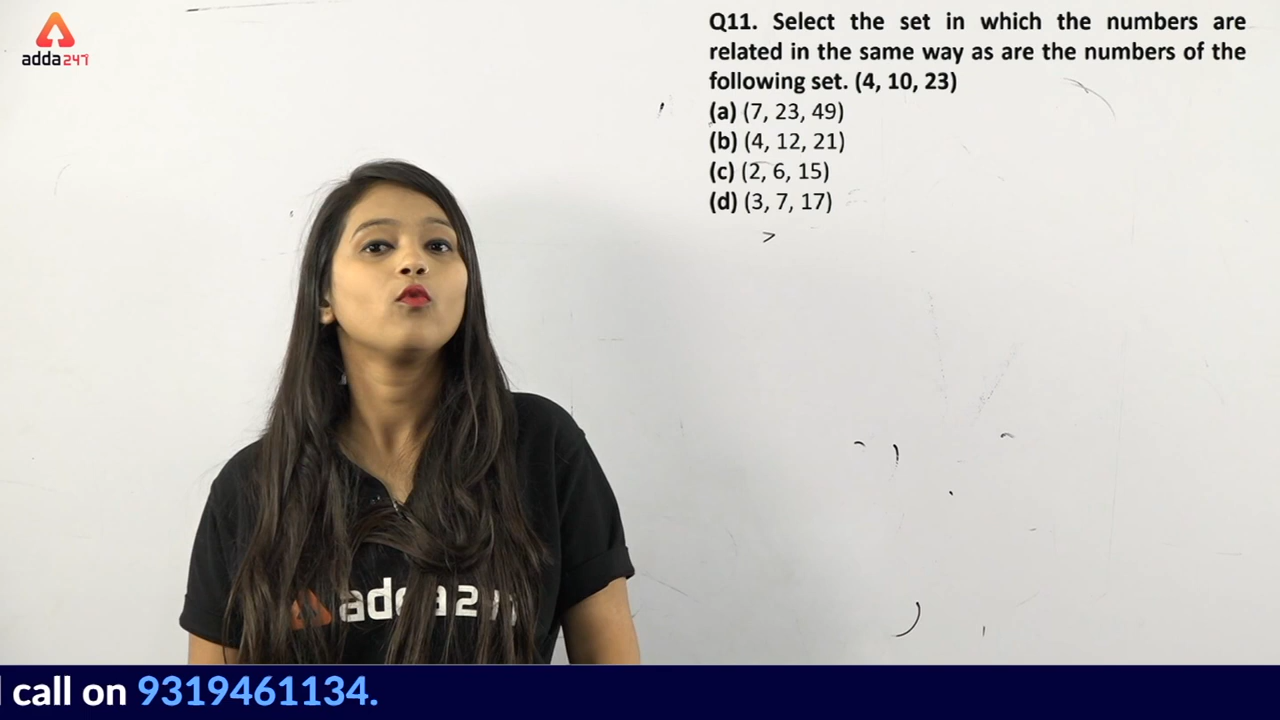 adda247
Q11. Select the set in which the numbers are
related in the same way as are the numbers of the
following set. (4, 10, 23)
(a) (7, 23, 49)
(b) (4, 12, 21)
(c) (2, 6, 15)
(d) (3, 7, 17)
adda247
call on 9319461134.